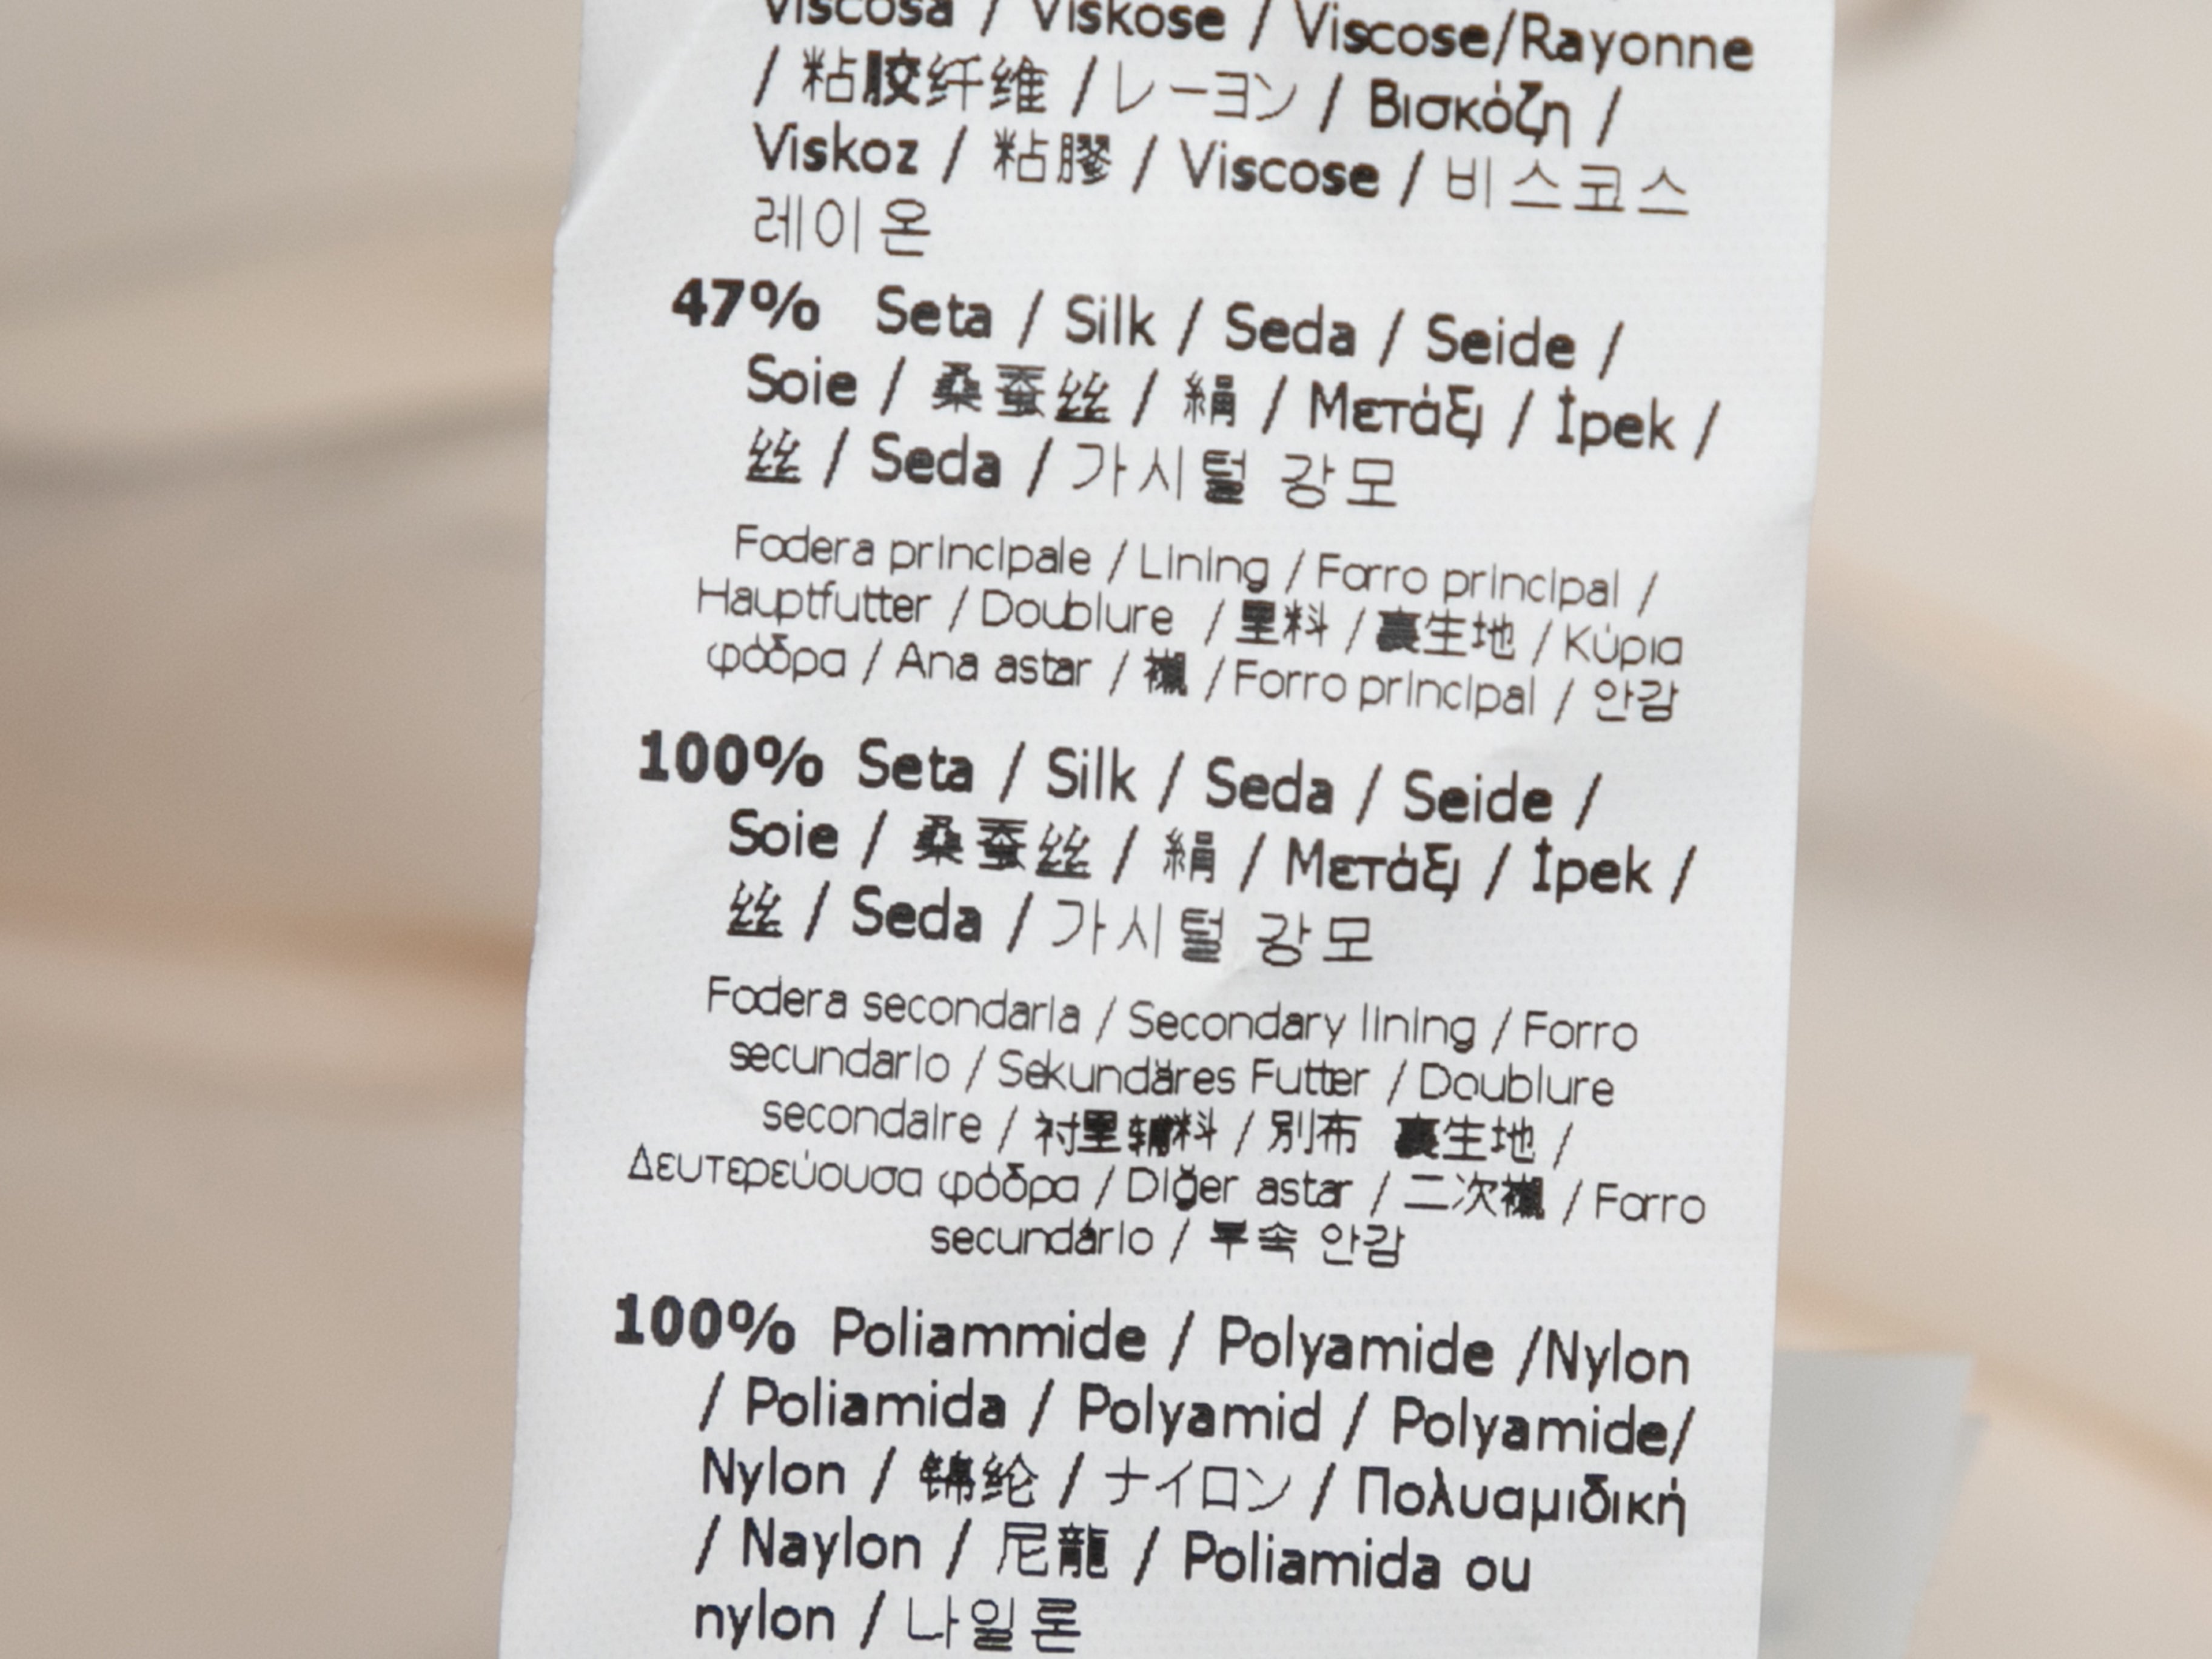 Viscosa / Viskose / Viscose/Rayonne
/ 粘胶纤维 / レーヨン / Βισκόζη /
Viskoz / 粘膠 / Viscose / 비스코스
레이온
47% Seta / Silk / Seda / Seide /
Soie / 桑蚕丝 / 絹 / Μετάξι / İpek /
丝 / Seda / 가시털 강모
Fodera principale / Lining / Forro principal /
Hauptfutter / Doublure / 里料 / 裏生地 / Κύρια
φόδρα / Ana astar / 襯 / Forro principal / 안감
100% Seta / Silk / Seda / Seide /
Soie / 桑蚕丝 / 絹 / Μετάξι / İpek /
丝 / Seda / 가시털 강모
Fodera secondaria / Secondary lining / Forro
secundario / Sekundäres Futter / Doublure
secondaire / 衬里辅料 / 別布 裏生地 /
Δευτερεύουσα φόδρα / Diğer astar / 二次襯 / Forro
secundário / 부속 안감
100% Poliammide / Polyamide /Nylon
/ Poliamida / Polyamid / Polyamide/
Nylon / 锦纶 / ナイロン / Πολυαμιδική
/ Naylon / 尼龍 / Poliamida ou
nylon / 나일론